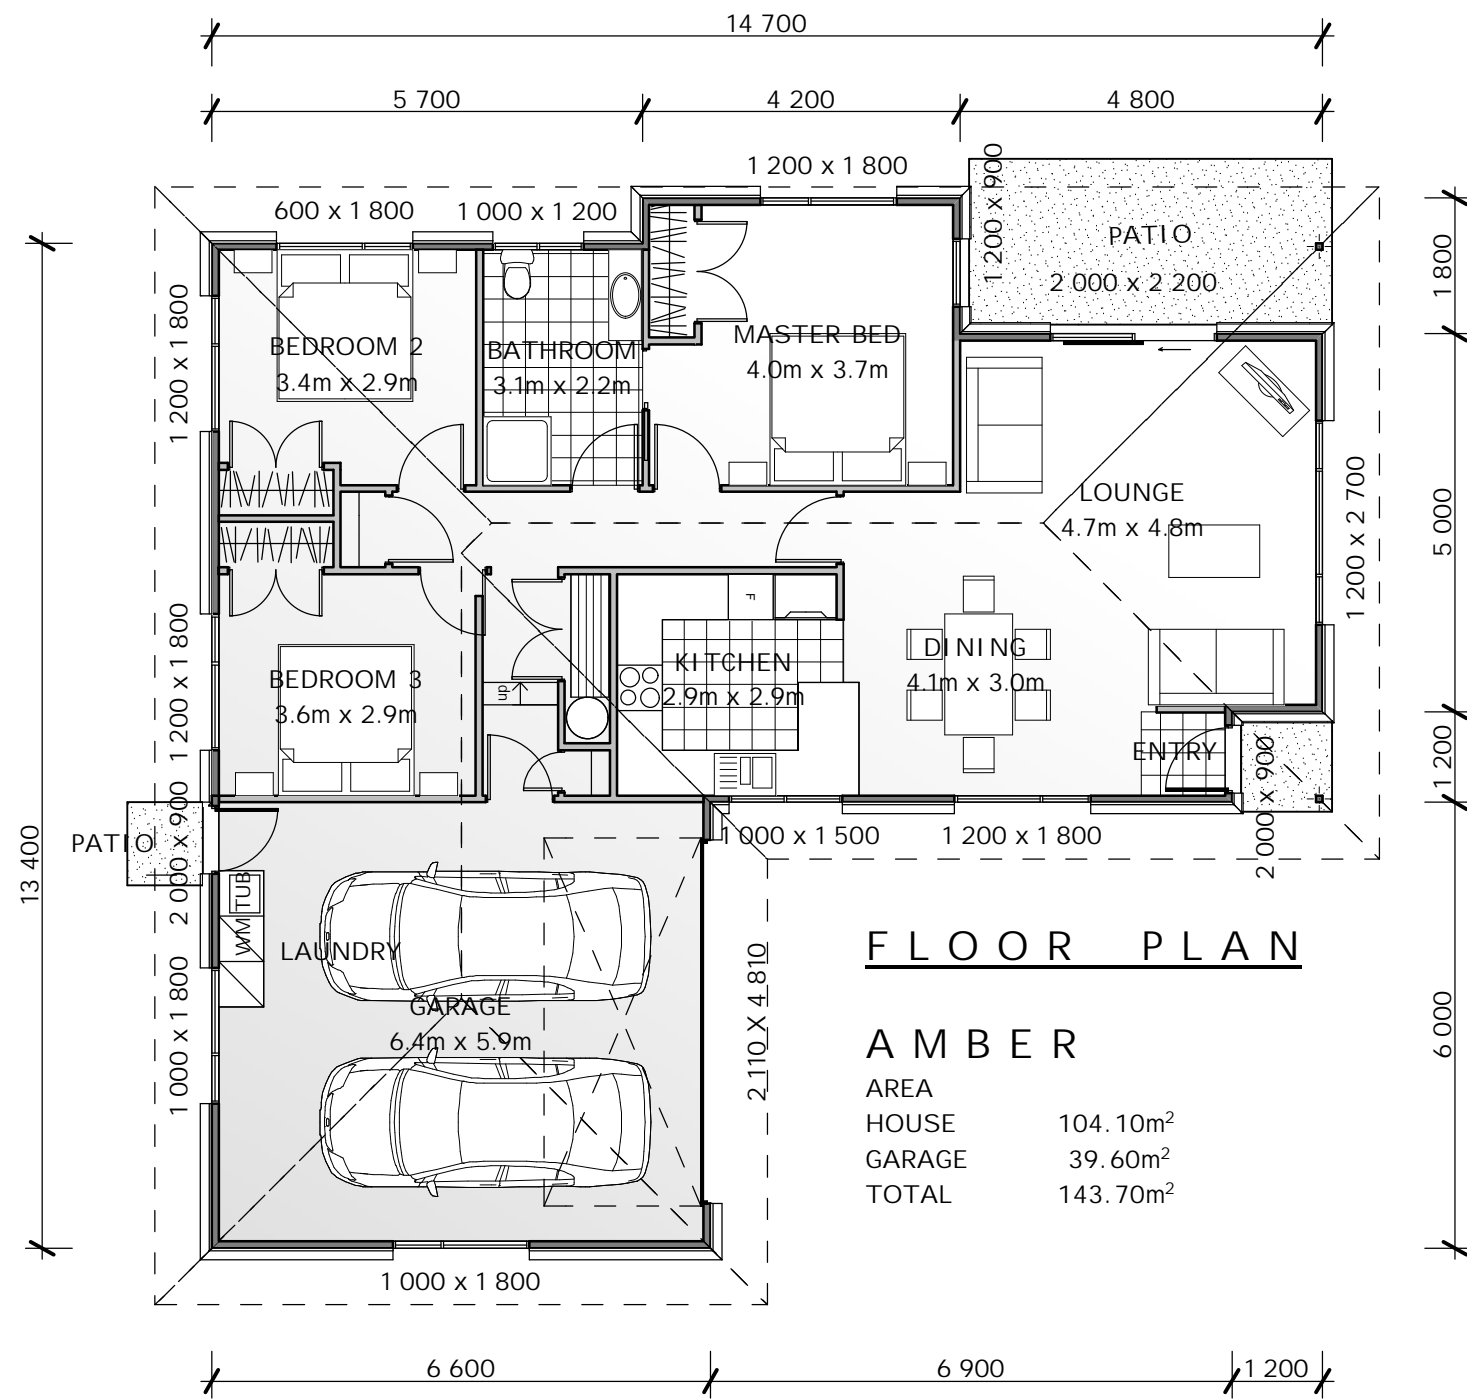 14 700
5 700
4 200
4 800
1 200 x 1 800
600 x 1 800
1 000 x 1 200
1 200 x 900
PATIO
2 000 x 2 200
1 800
BEDROOM 2
3.4m x 2.9m
BATHROOM
3.1m x 2.2m
MASTER BED
4.0m x 3.7m
1 200 x 1 800
LOUNGE
4.7m x 4.8m
1 200 x 2 700
5 000
F
KITCHEN
2.9m x 2.9m
DINING
4.1m x 3.0m
BEDROOM 3
3.6m x 2.9m
1 200 x 1 800
dn
ENTRY
1 200
2 000 x 900
1 000 x 1 500
1 200 x 1 800
PATIO
2 000 x 900
13 400
TUB
WM
LAUNDRY
GARAGE
6.4m x 5.9m
1 000 x 1 800
2 110 X 4 810
6 000
FLOOR PLAN
AMBER
AREA
HOUSE 104.10m²
GARAGE 39.60m²
TOTAL 143.70m²
1 000 x 1 800
6 600
6 900
1 200